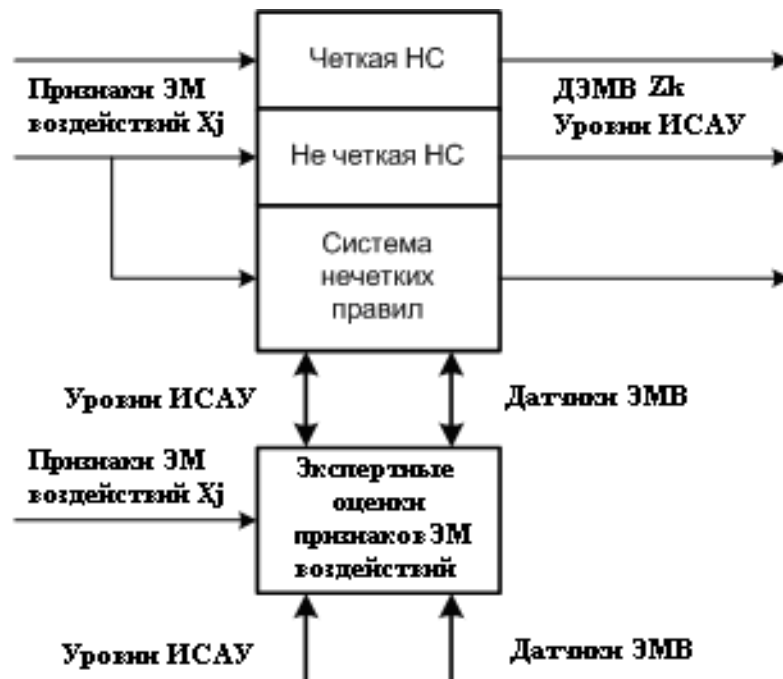 Четкая НС
Признаки ЭМ
воздействий Xj
ДЭМВ Zk
Уровни ИСАУ
Не четкая НС
Система
нечетких
правил
Уровни ИСАУ
Датчики ЭМВ
Признаки ЭМ
воздействий Xj
Экспертные
оценки
признаков ЭМ
воздействий
Уровни ИСАУ
Датчики ЭМВ